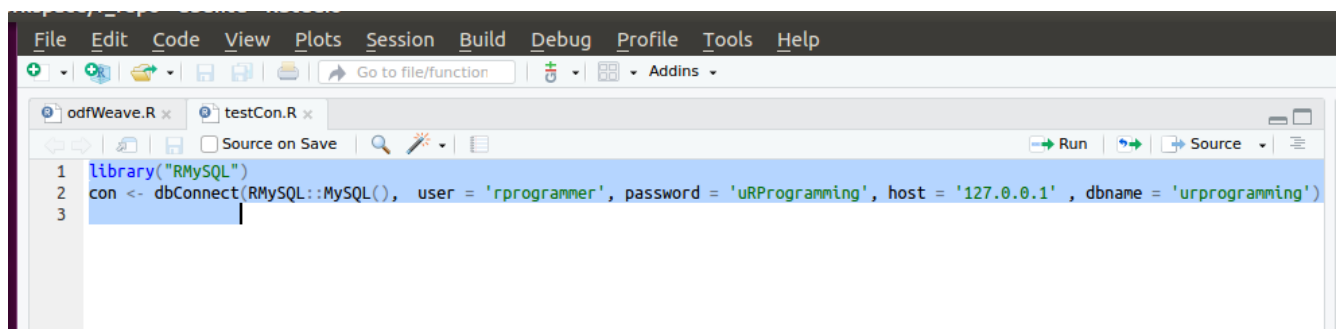 File Edit Code View Plots Session Build Debug Profile Tools Help
Go to file/function Addins
odfWeave.R testCon.R
Source on Save Run Source
1 library("RMySQL")
2 con <- dbConnect(RMySQL::MySQL(), user = 'rprogrammer', password = 'uRProgramming', host = '127.0.0.1' , dbname = 'urprogramming')
3